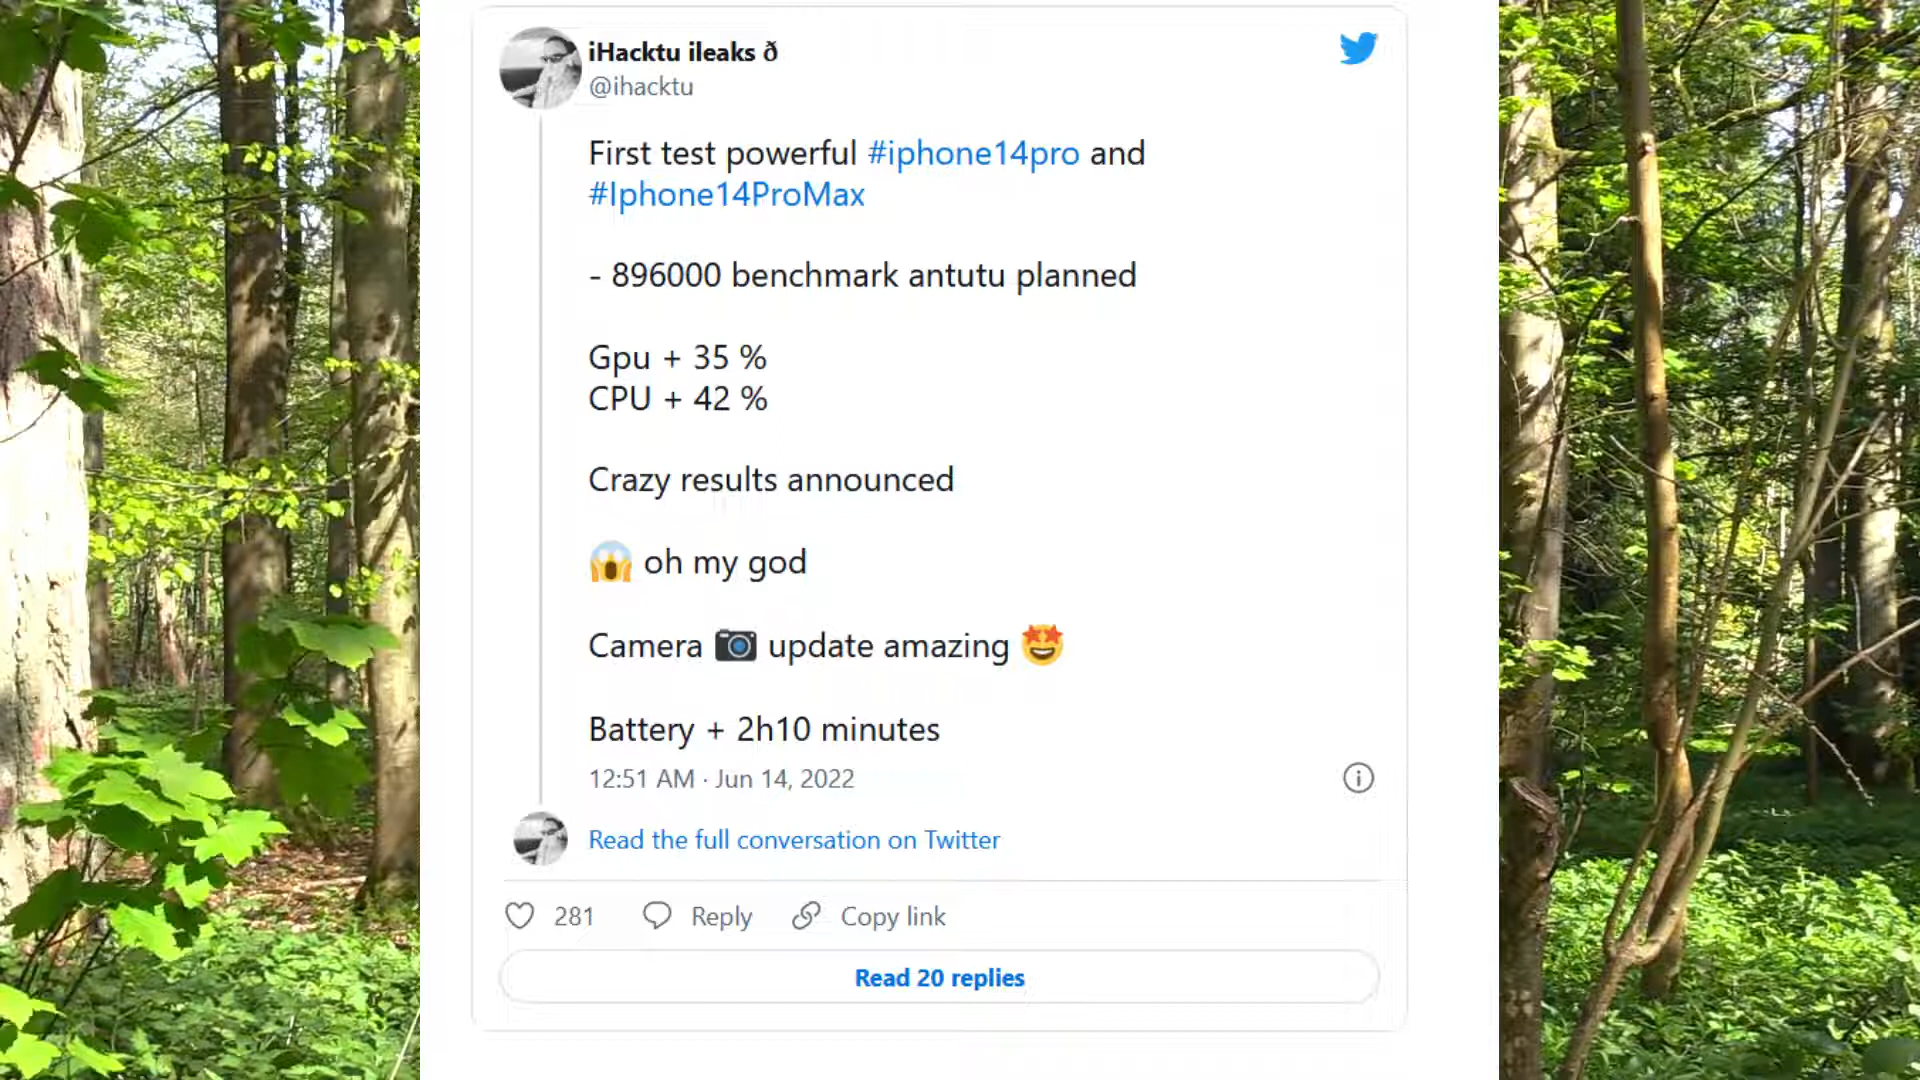 iHacktu ileaks ð
@ihacktu
First test powerful #iphone14pro and
#Iphone14ProMax
- 896000 benchmark antutu planned
Gpu + 35 %
CPU + 42 %
Crazy results announced
😱 oh my god
Camera 📷 update amazing 🤩
Battery + 2h10 minutes
12:51 AM · Jun 14, 2022
Read the full conversation on Twitter
281 Reply Copy link
Read 20 replies